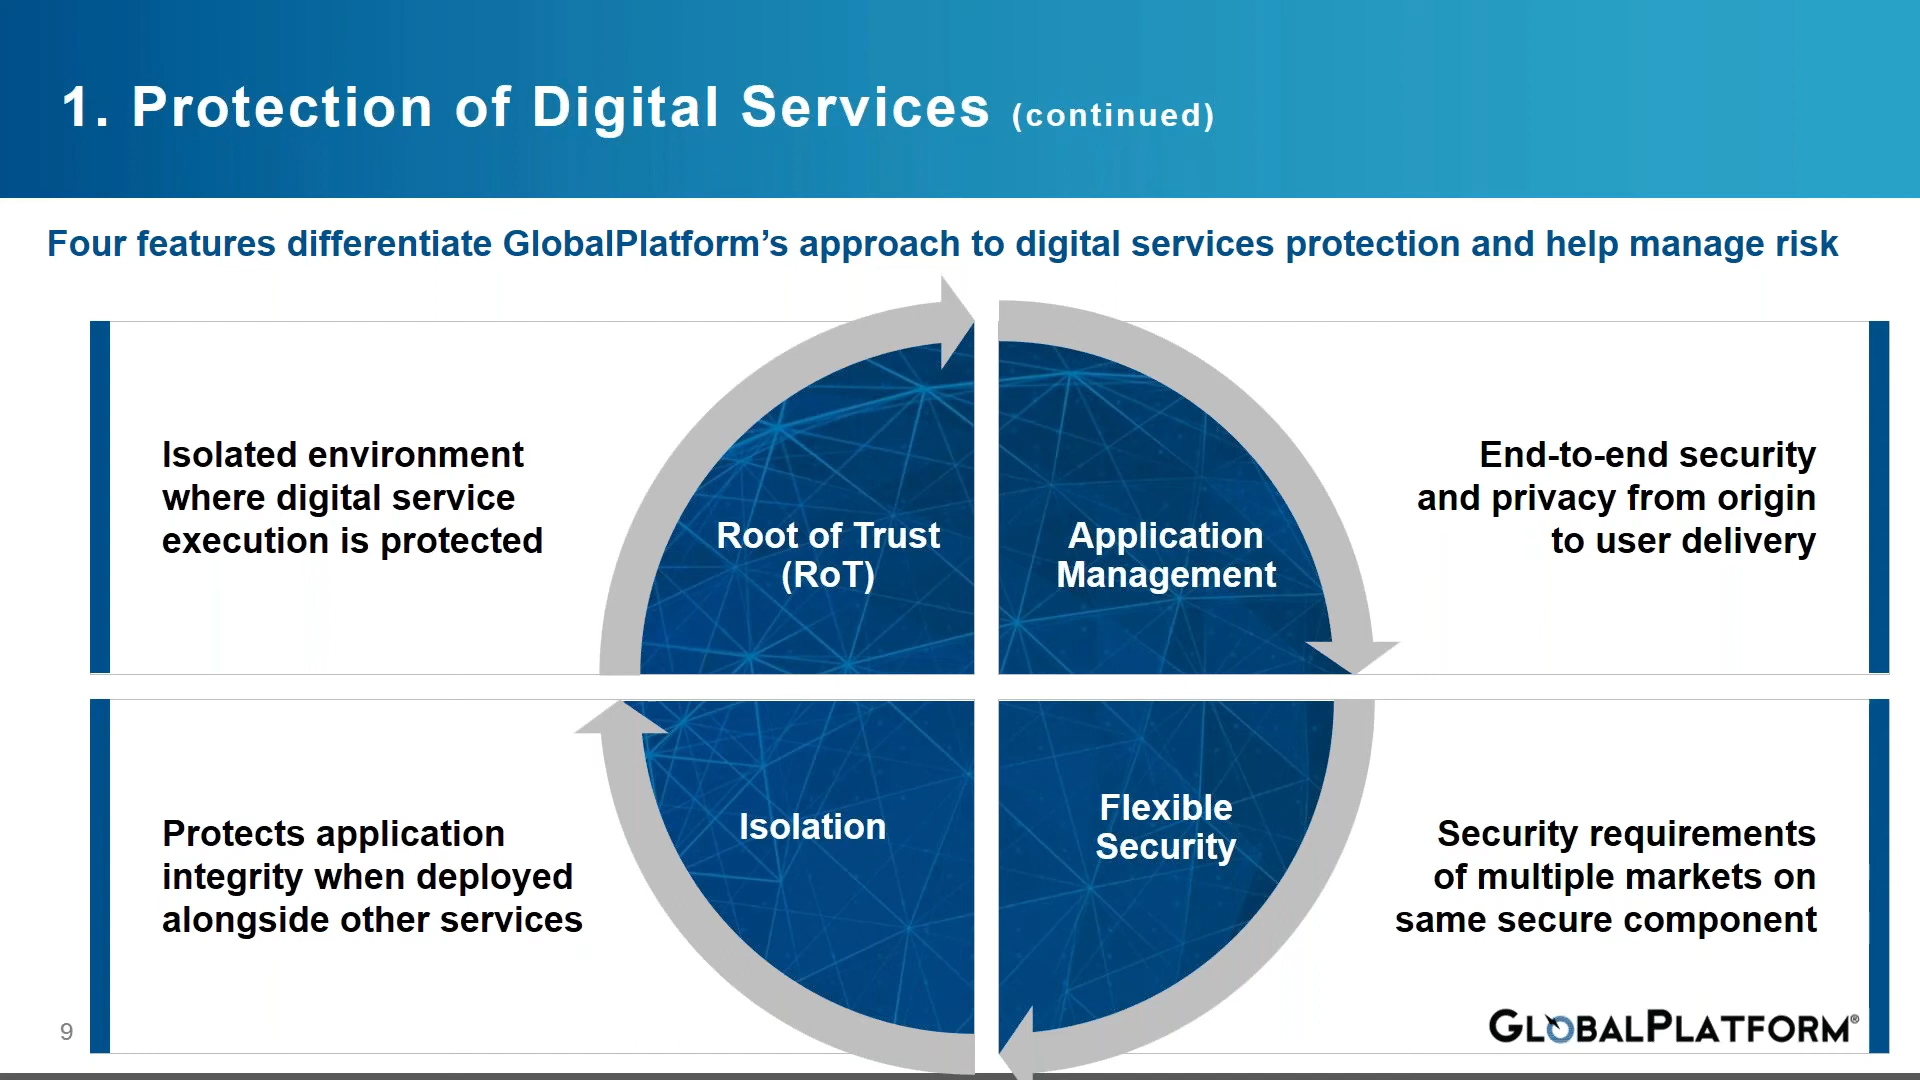 1. Protection of Digital Services (continued)
Four features differentiate GlobalPlatform’s approach to digital services protection and help manage risk
Isolated environment
where digital service
execution is protected
Root of Trust
(RoT)
Application
Management
End-to-end security
and privacy from origin
to user delivery
Protects application
integrity when deployed
alongside other services
Isolation
Flexible
Security
Security requirements
of multiple markets on
same secure component
9
GLOBALPLATFORM®